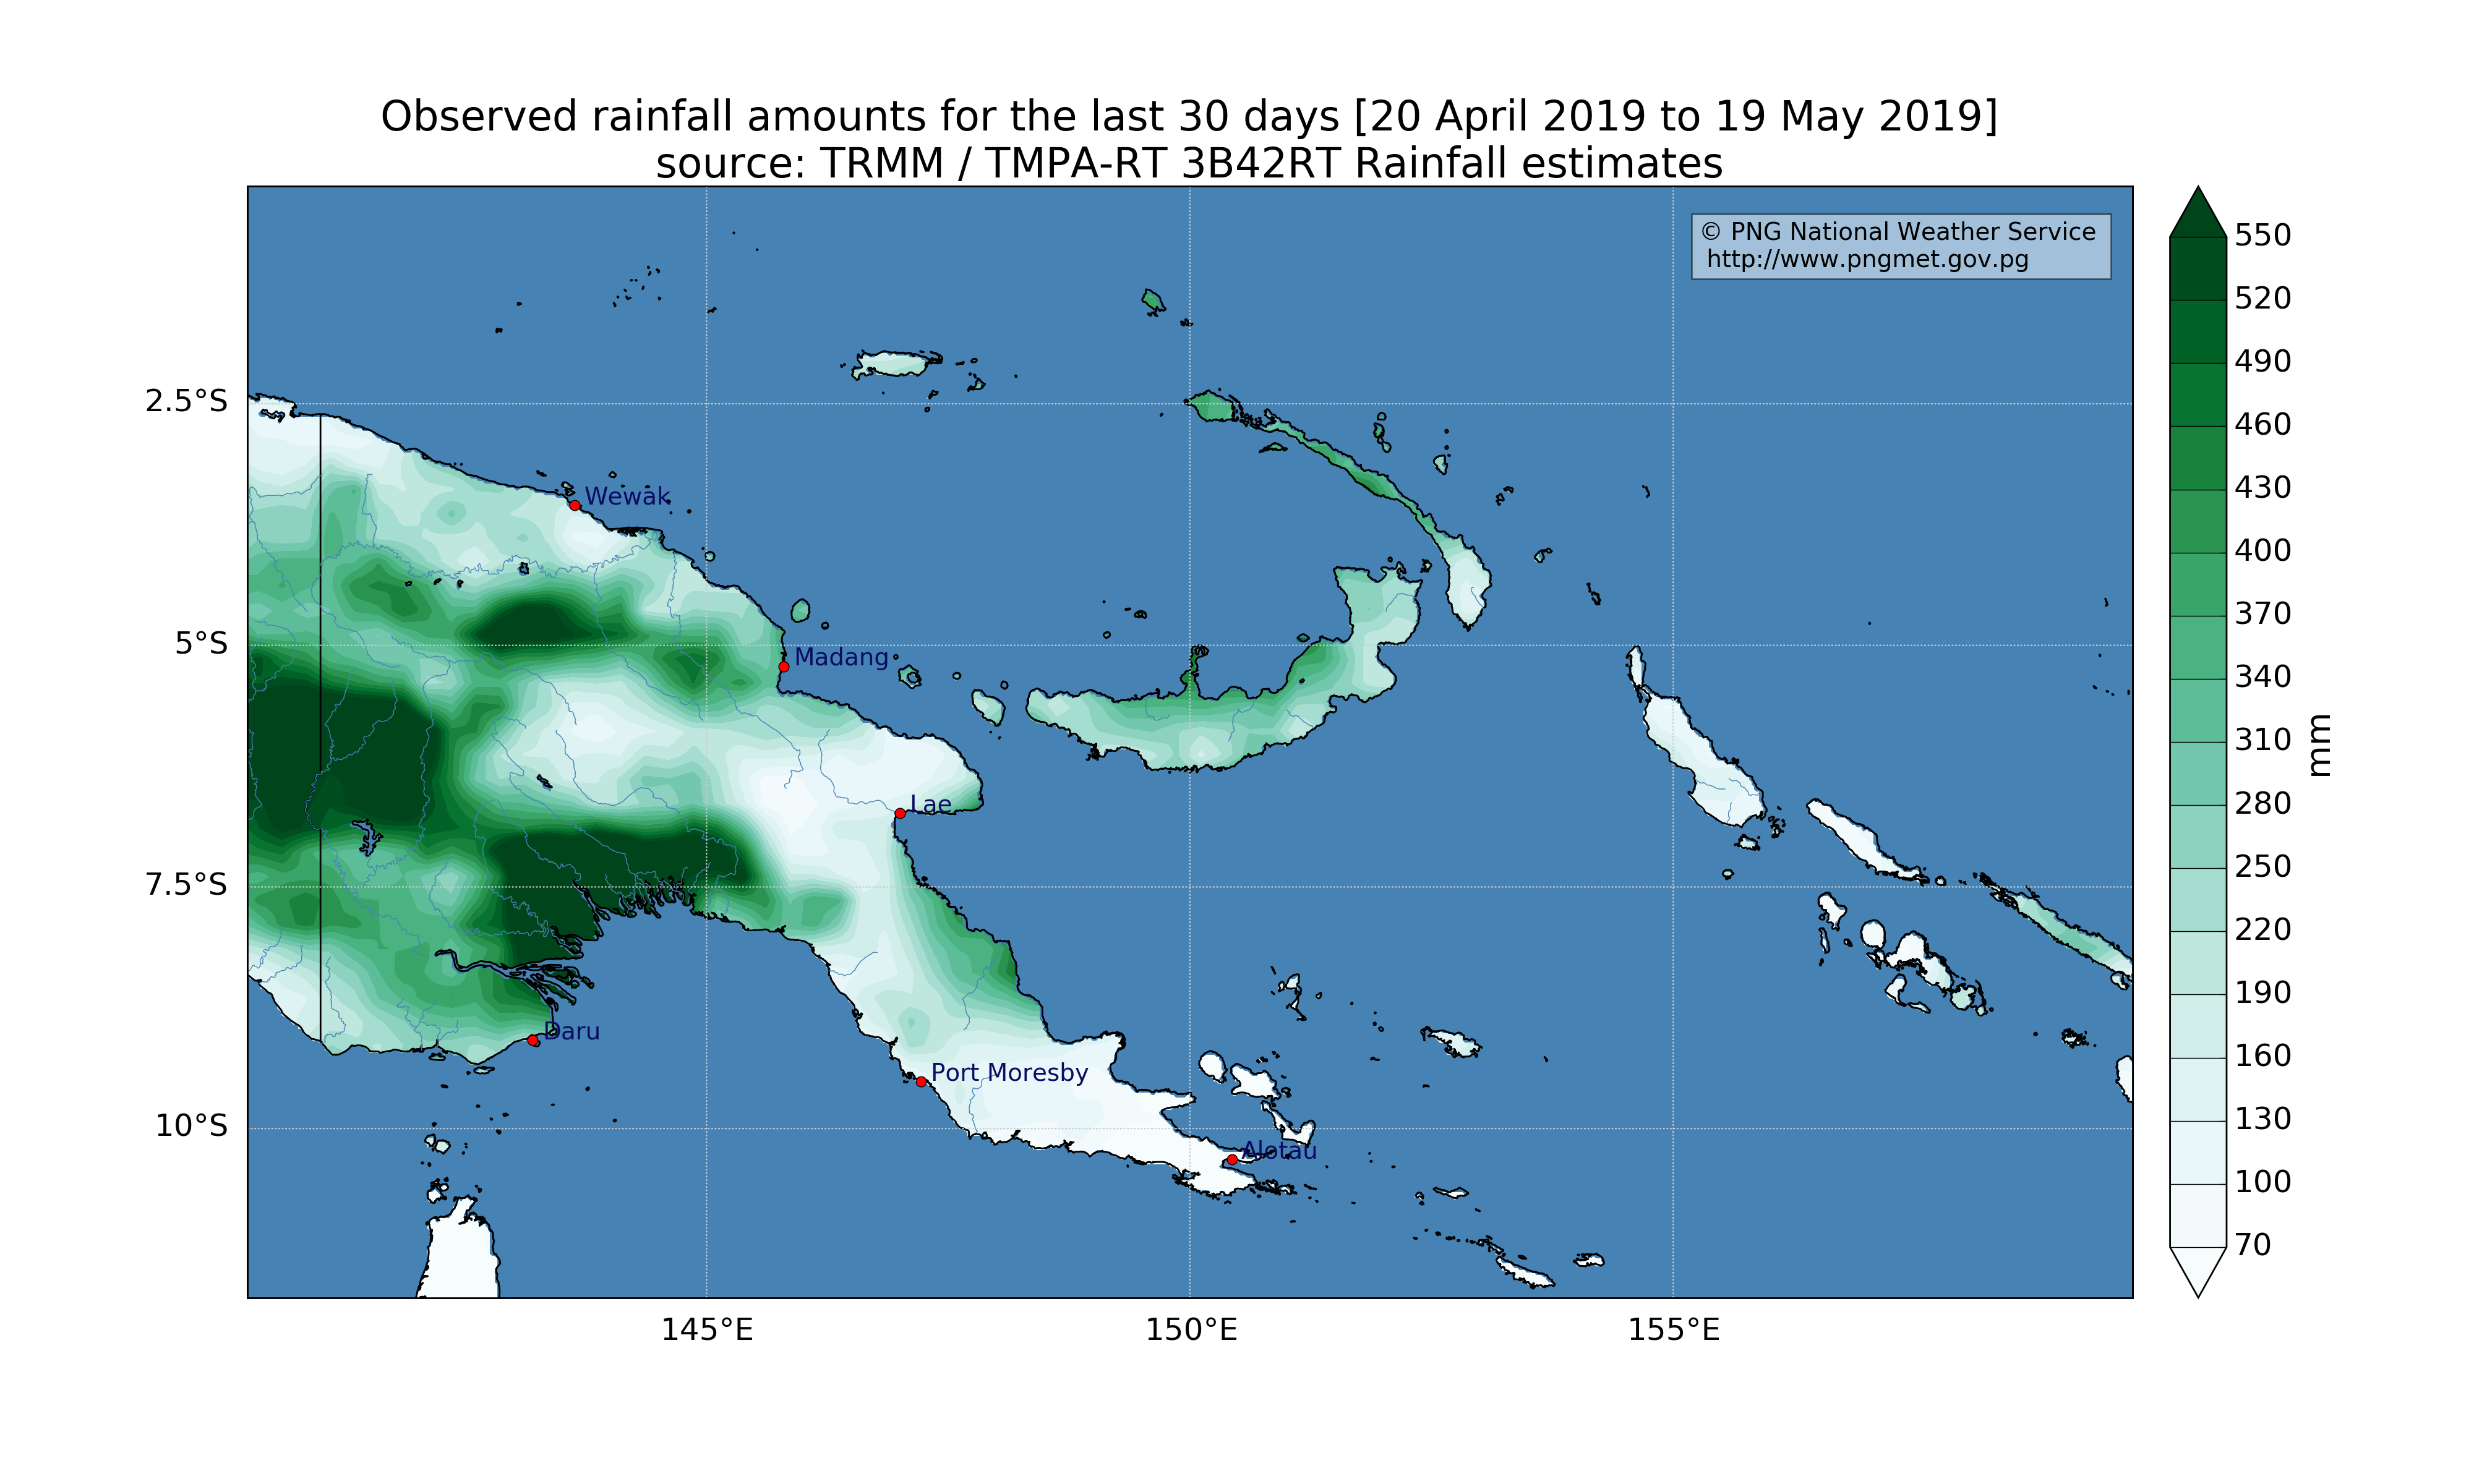 Observed rainfall amounts for the last 30 days [20 April 2019 to 19 May 2019]
source: TRMM / TMPA-RT 3B42RT Rainfall estimates
© PNG National Weather Service
http://www.pngmet.gov.pg
550
520
490
460
430
400
370
340
310
280
250
220
190
160
130
100
70
mm
2.5°S
5°S
7.5°S
10°S
Wewak
Madang
Lae
Daru
Port Moresby
Alotau
145°E
150°E
155°E